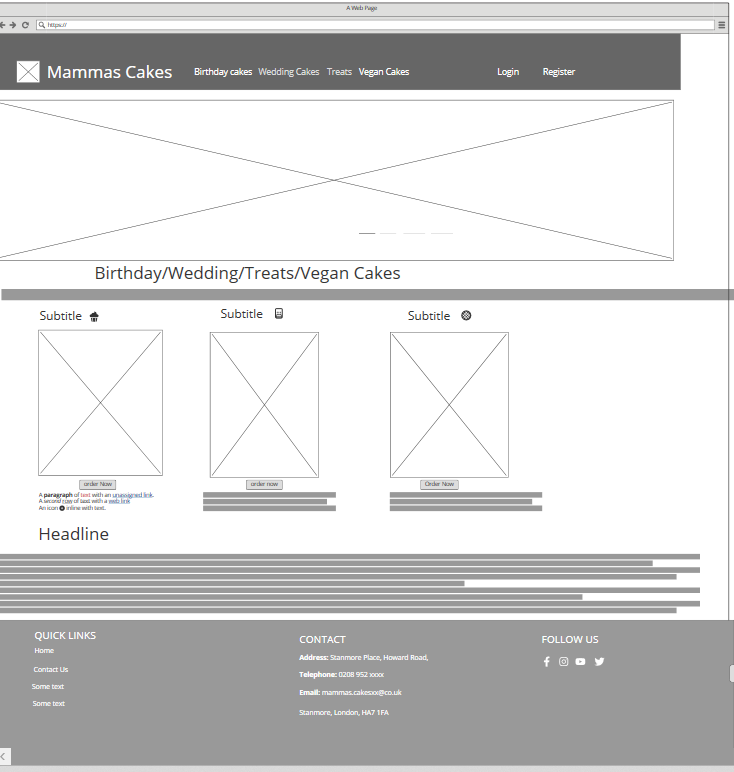 A Web Page
https://
Mammas Cakes Birthday cakes Wedding Cakes Treats Vegan Cakes Login Register
Birthday/Wedding/Treats/Vegan Cakes
Subtitle Subtitle Subtitle
order Now order now Order Now
A paragraph of text with an unassigned link.
A second row of text with a web link
An icon inline with text..
Headline
QUICK LINKS
Home
Contact Us
Some text
Some text
CONTACT
Address: Stanmore Place, Howard Road,
Telephone: 0208 952 xxxx
Email: mammas.cakesxx@co.uk
Stanmore, London, HA7 1FA
FOLLOW US